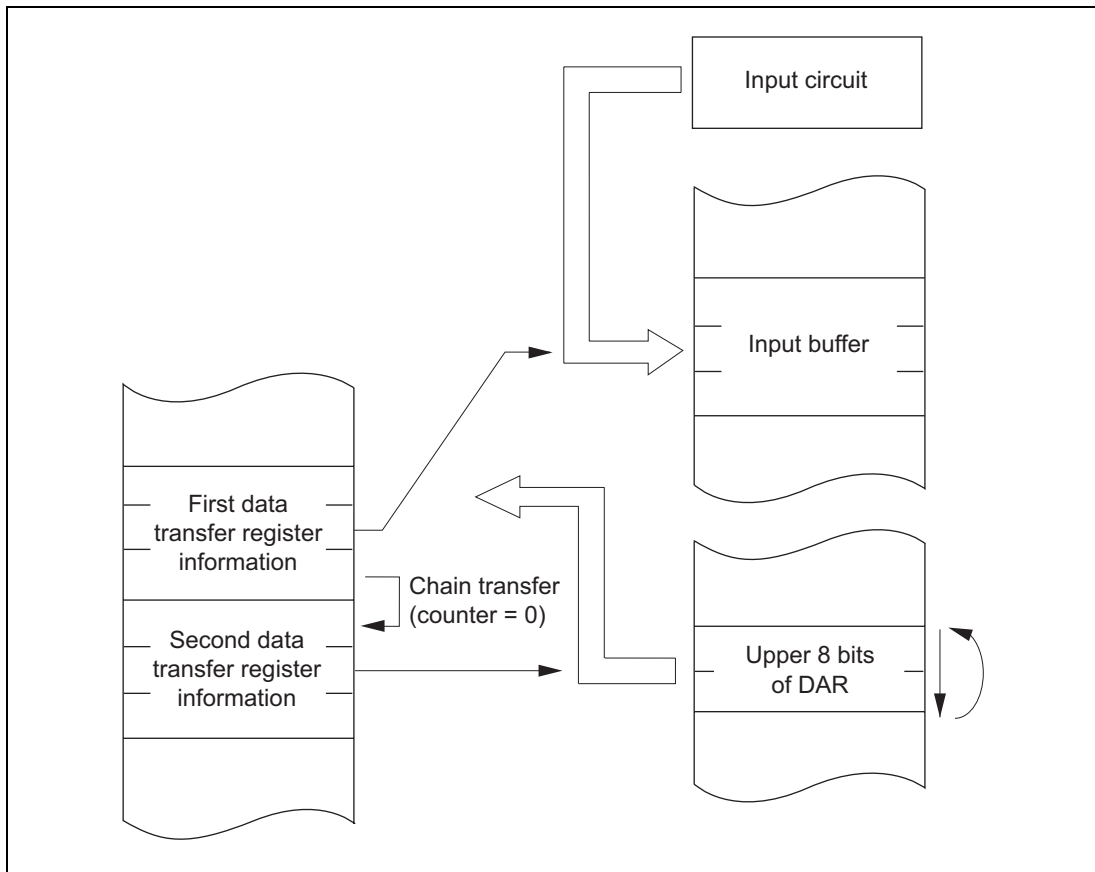 Input circuit
Input buffer
First data
transfer register
information
Chain transfer
(counter = 0)
Second data
transfer register
information
Upper 8 bits
of DAR